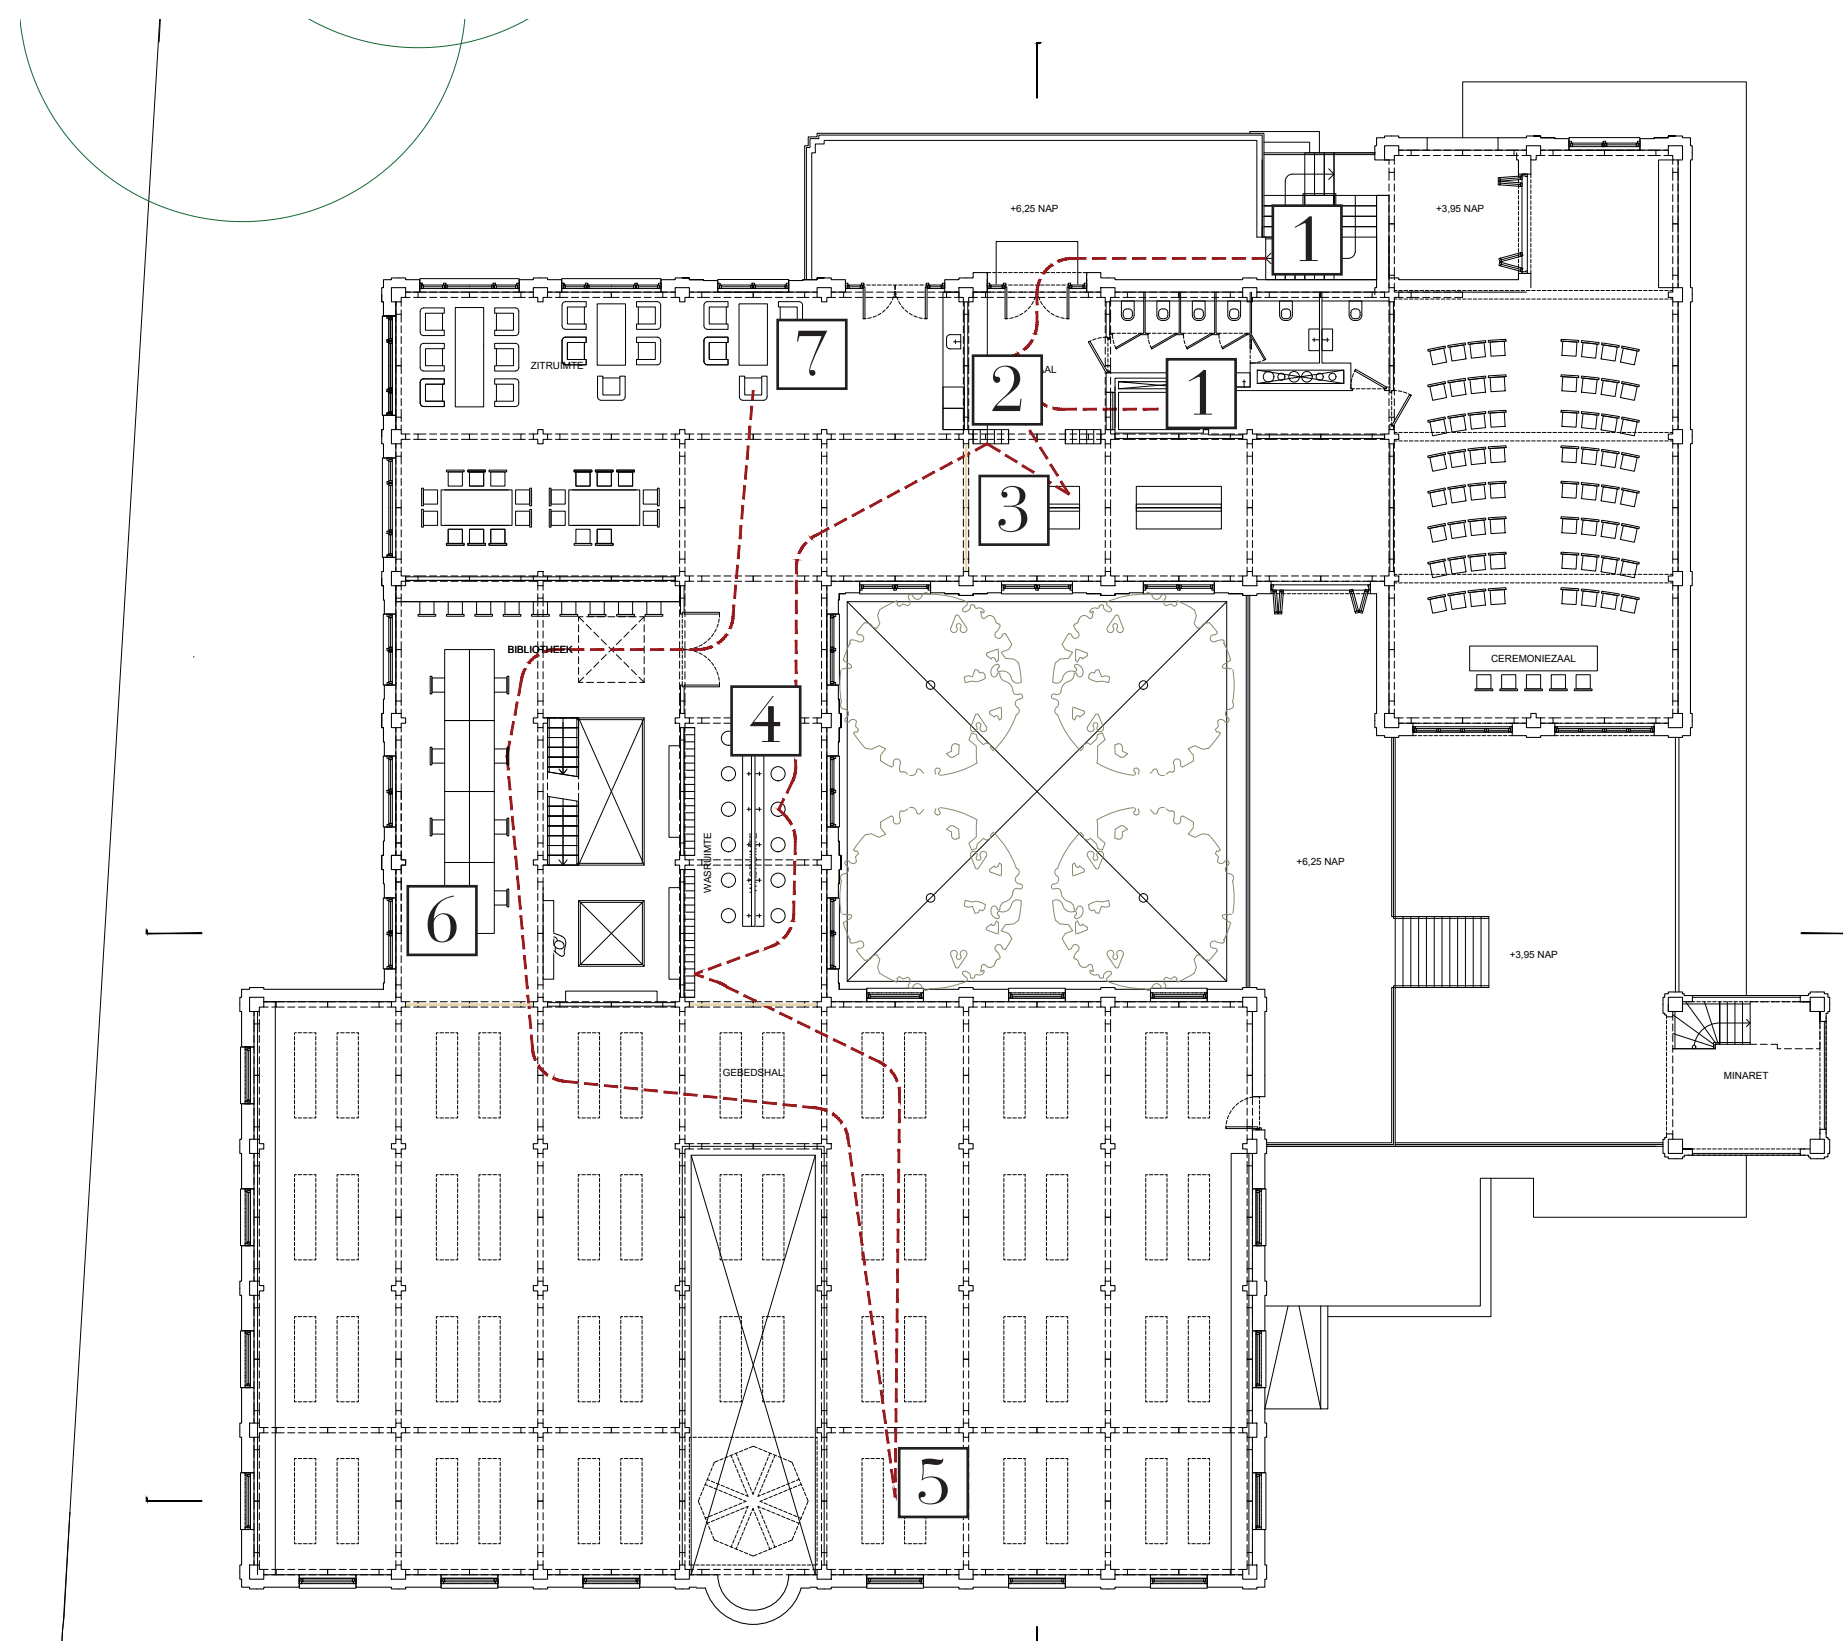 +6,25 NAP
+3,95 NAP
1
7
ZITRUIMTE
2
AAL
1
3
BIBLIOTHEEK
CEREMONIEZAAL
4
WASRUIMTE
+6,25 NAP
6
+3,95 NAP
GEBEDSHAL
MINARET
5